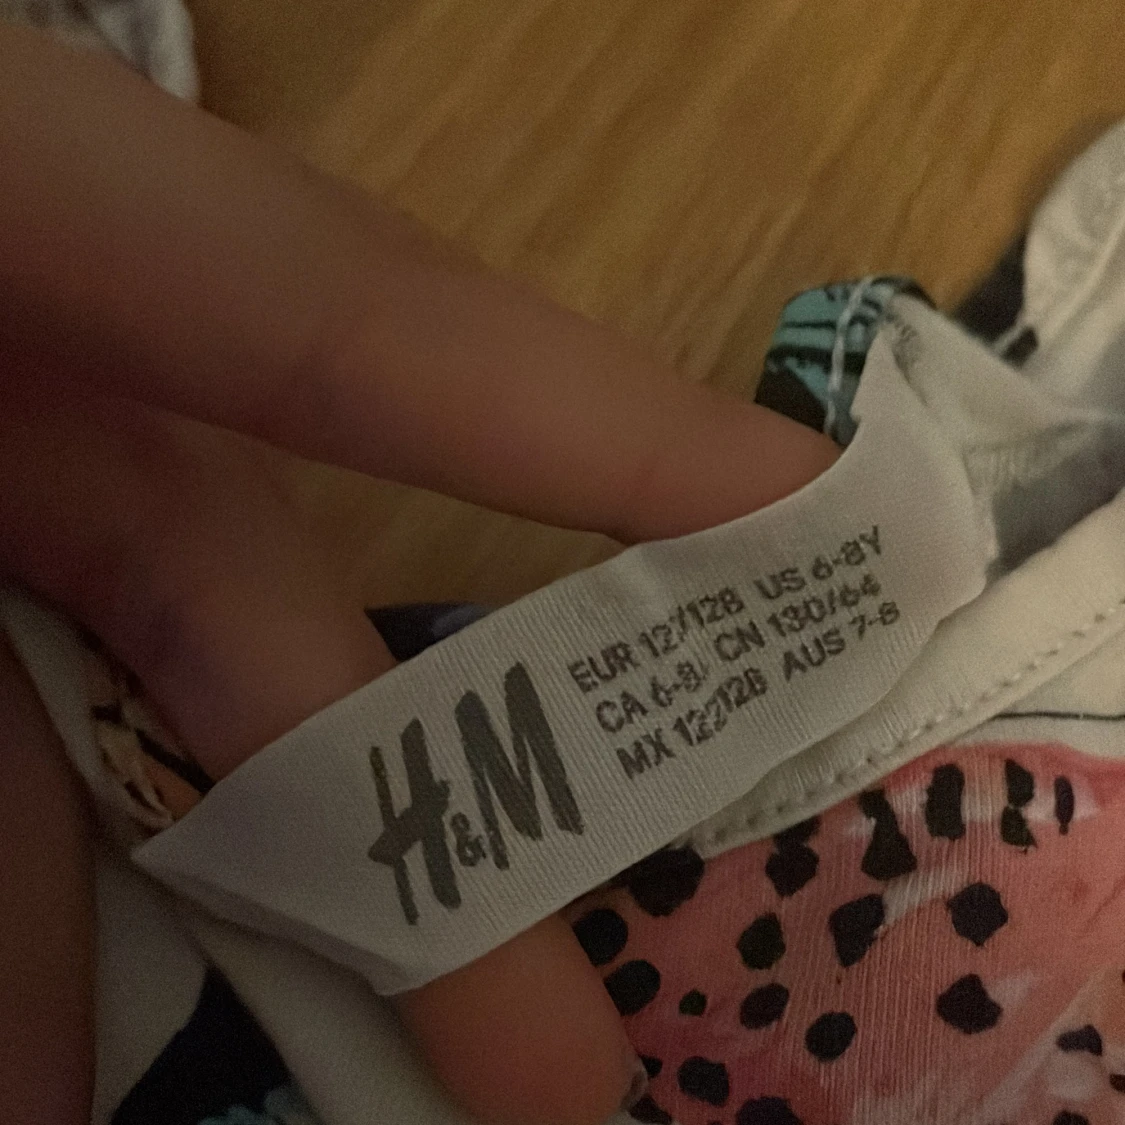 H&M
EUR 122/128 US 6-8Y
CA 6-8 CN 130/64
MX 122/128 AUS 7-8